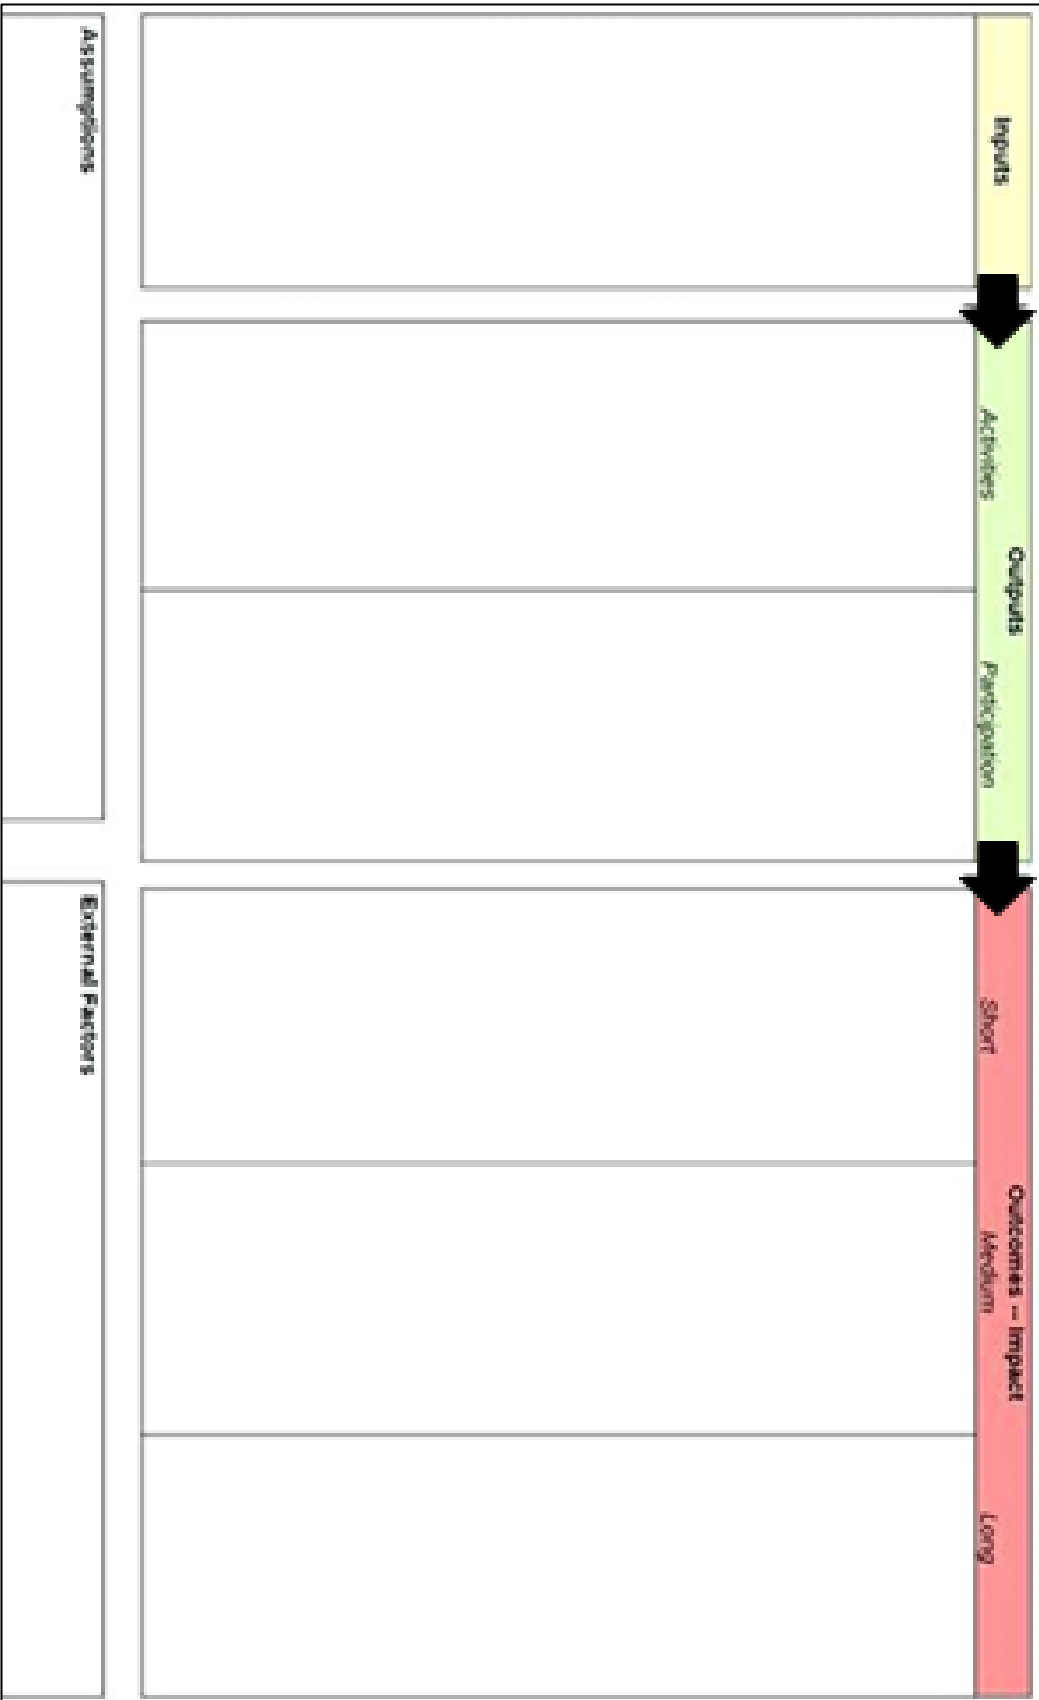 Inputs
Outputs
Activities
Participation
Outcomes -- Impact
Short
Medium
Long
Assumptions
External Factors